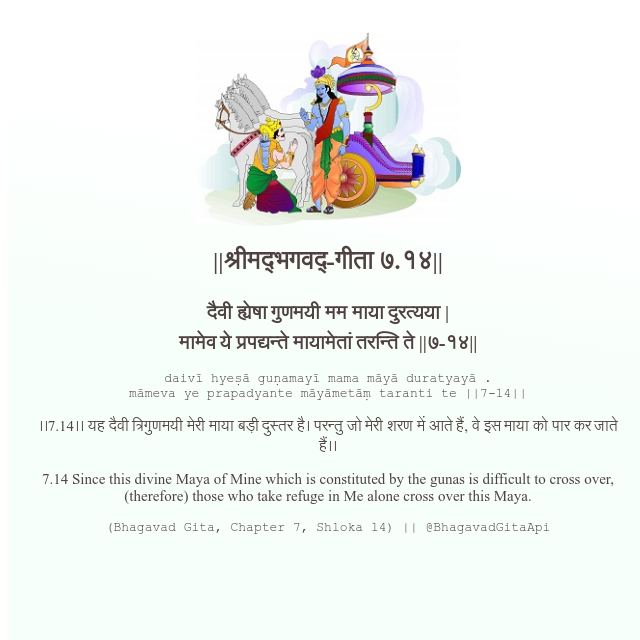 ||श्रीमद्‍भगवद्‍-गीता ७.१४||
दैवी ह्येषा गुणमयी मम माया दुरत्यया |
मामेव ये प्रपद्यन्ते मायामेतां तरन्ति ते ||७-१४||
daivī hyeṣā guṇamayī mama māyā duratyayā .
māmeva ye prapadyante māyāmetāṃ taranti te ||7-14||
।।7.14।। यह दैवी त्रिगुणमयी मेरी माया बड़ी दुस्तर है। परन्तु जो मेरी शरण में आते हैं, वे इस माया को पार कर जाते
हैं।।
7.14 Since this divine Maya of Mine which is constituted by the gunas is difficult to cross over,
(therefore) those who take refuge in Me alone cross over this Maya.
(Bhagavad Gita, Chapter 7, Shloka 14) || @BhagavadGitaApi